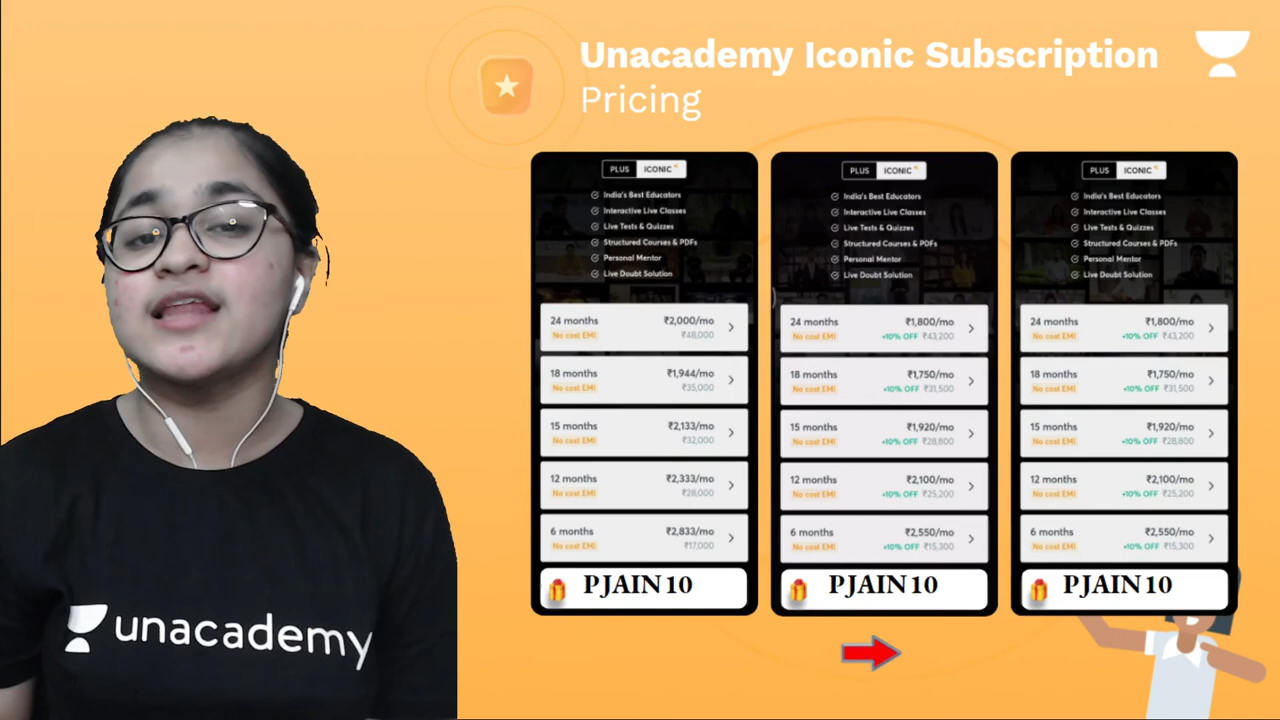 Unacademy Iconic Subscription
Pricing
PLUS ICONIC
India's Best Educators
Interactive Live Classes
Live Tests & Quizzes
Structured Courses & PDFs
Personal Mentor
Live Doubt Solution
24 months ₹2,000/mo
No cost EMI ₹48,000
18 months ₹1,944/mo
No cost EMI ₹35,000
15 months ₹2,133/mo
No cost EMI ₹32,000
12 months ₹2,333/mo
No cost EMI ₹28,000
6 months ₹2,833/mo
No cost EMI ₹17,000
PJAIN10
PLUS ICONIC
India's Best Educators
Interactive Live Classes
Live Tests & Quizzes
Structured Courses & PDFs
Personal Mentor
Live Doubt Solution
24 months ₹1,800/mo
No cost EMI +10% OFF ₹43,200
18 months ₹1,750/mo
No cost EMI +10% OFF ₹31,500
15 months ₹1,920/mo
No cost EMI +10% OFF ₹28,800
12 months ₹2,100/mo
No cost EMI +10% OFF ₹25,200
6 months ₹2,550/mo
No cost EMI +10% OFF ₹15,300
PJAIN10
PLUS ICONIC
India's Best Educators
Interactive Live Classes
Live Tests & Quizzes
Structured Courses & PDFs
Personal Mentor
Live Doubt Solution
24 months ₹1,800/mo
No cost EMI +10% OFF ₹43,200
18 months ₹1,750/mo
No cost EMI +10% OFF ₹31,500
15 months ₹1,920/mo
No cost EMI +10% OFF ₹28,800
12 months ₹2,100/mo
No cost EMI +10% OFF ₹25,200
6 months ₹2,550/mo
No cost EMI +10% OFF ₹15,300
PJAIN10
unacademy